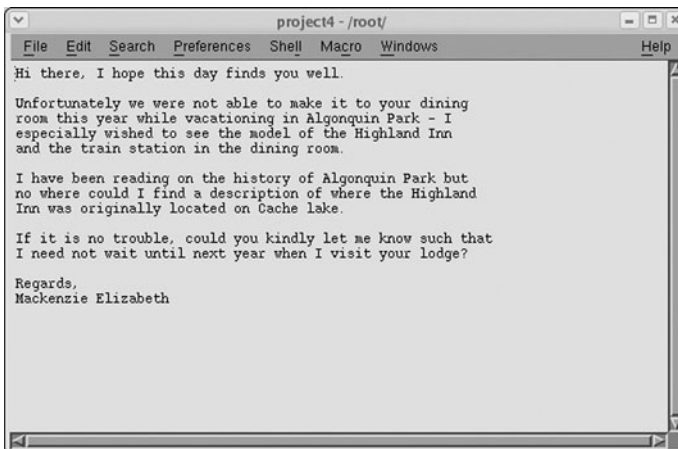 project4 - /root/
File Edit Search Preferences Shell Macro Windows Help
Hi there, I hope this day finds you well.
Unfortunately we were not able to make it to your dining
room this year while vacationing in Algonquin Park - I
especially wished to see the model of the Highland Inn
and the train station in the dining room.
I have been reading on the history of Algonquin Park but
no where could I find a description of where the Highland
Inn was originally located on Cache lake.
If it is no trouble, could you kindly let me know such that
I need not wait until next year when I visit your lodge?
Regards,
Mackenzie Elizabeth